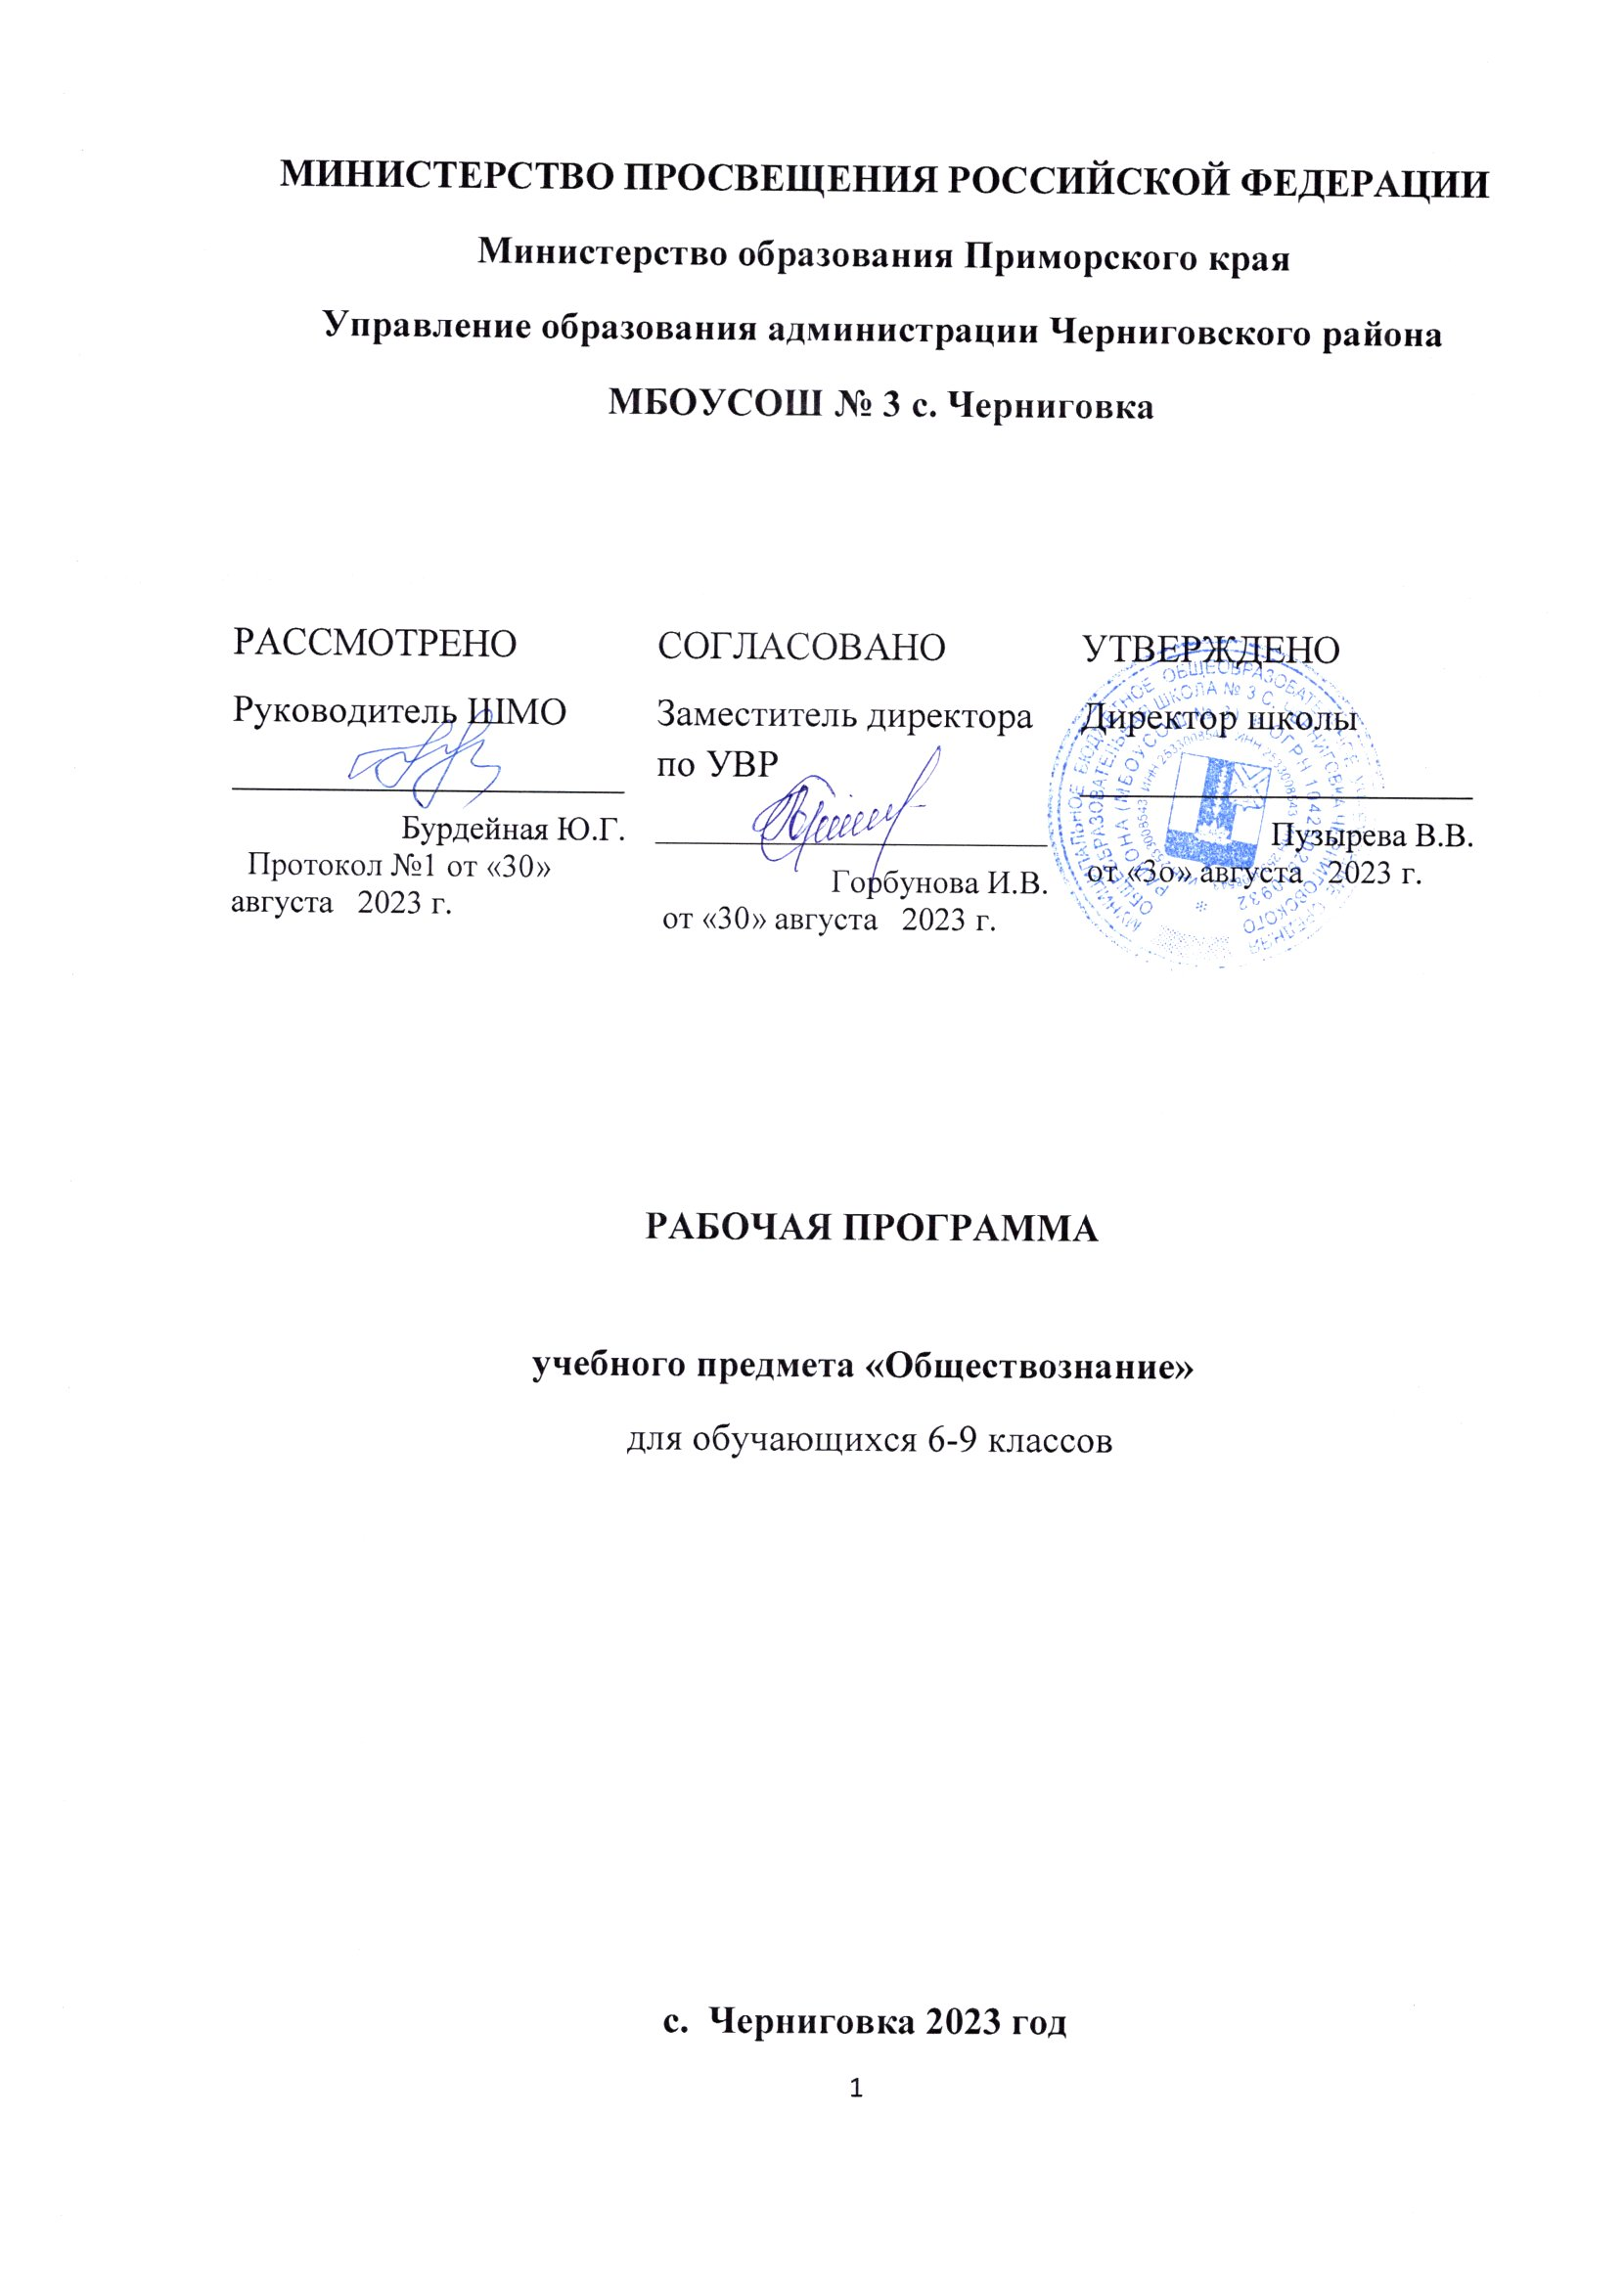 МИНИСТЕРСТВО ПРОСВЕЩЕНИЯ РОССИЙСКОЙ ФЕДЕРАЦИИ
Министерство образования Приморского края
Управление образования администрации Черниговского района
МБОУСОШ № 3 с. Черниговка
РАССМОТРЕНО
Руководитель ШМО
Бурдейная Ю.Г.
Протокол №1 от «30»
августа 2023 г.
СОГЛАСОВАНО
Заместитель директора
по УВР
Горбунова И.В.
от «30» августа 2023 г.
УТВЕРЖДЕНО
Директор школы
Пузырева В.В.
от «3о» августа 2023 г.
РАБОЧАЯ ПРОГРАММА
учебного предмета «Обществознание»
для обучающихся 6-9 классов
с. Черниговка 2023 год
1